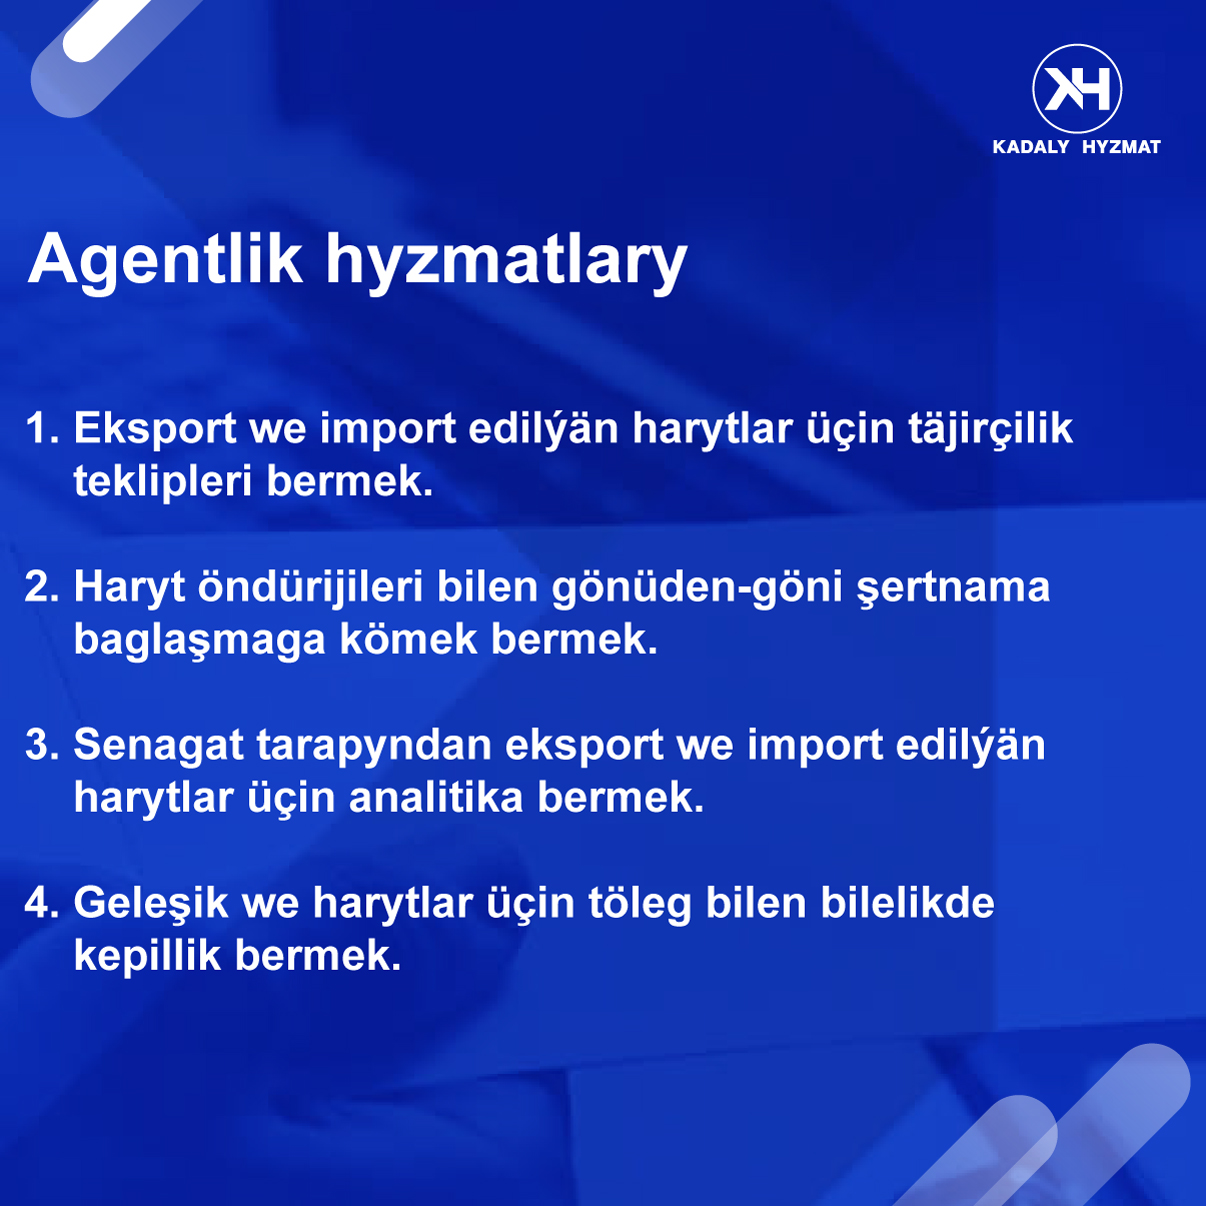 KH
KADALY HYZMAT
Agentlik hyzmatlary
1. Eksport we import edilýän harytlar üçin täjirçilik
teklipleri bermek.
2. Haryt öndürijileri bilen gönüden-göni şertnama
baglaşmaga kömek bermek.
3. Senagat tarapyndan eksport we import edilýän
harytlar üçin analitika bermek.
4. Geleşik we harytlar üçin töleg bilen bilelikde
kepillik bermek.